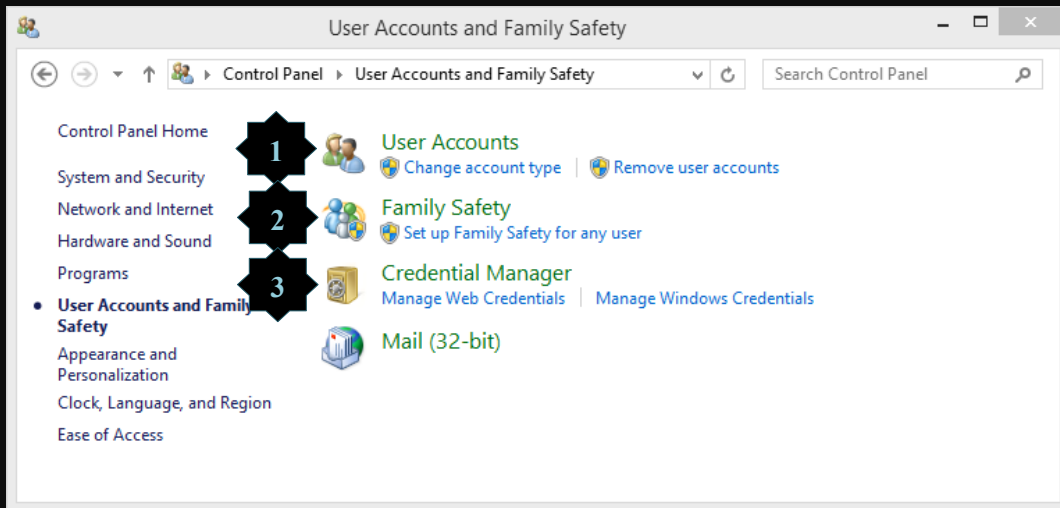 User Accounts and Family Safety
Control Panel User Accounts and Family Safety
Search Control Panel
Control Panel Home
System and Security
Network and Internet
Hardware and Sound
Programs
User Accounts and Family
Safety
Appearance and
Personalization
Clock, Language, and Region
Ease of Access
1
User Accounts
Change account type
Remove user accounts
2
Family Safety
Set up Family Safety for any user
3
Credential Manager
Manage Web Credentials
Manage Windows Credentials
Mail (32-bit)